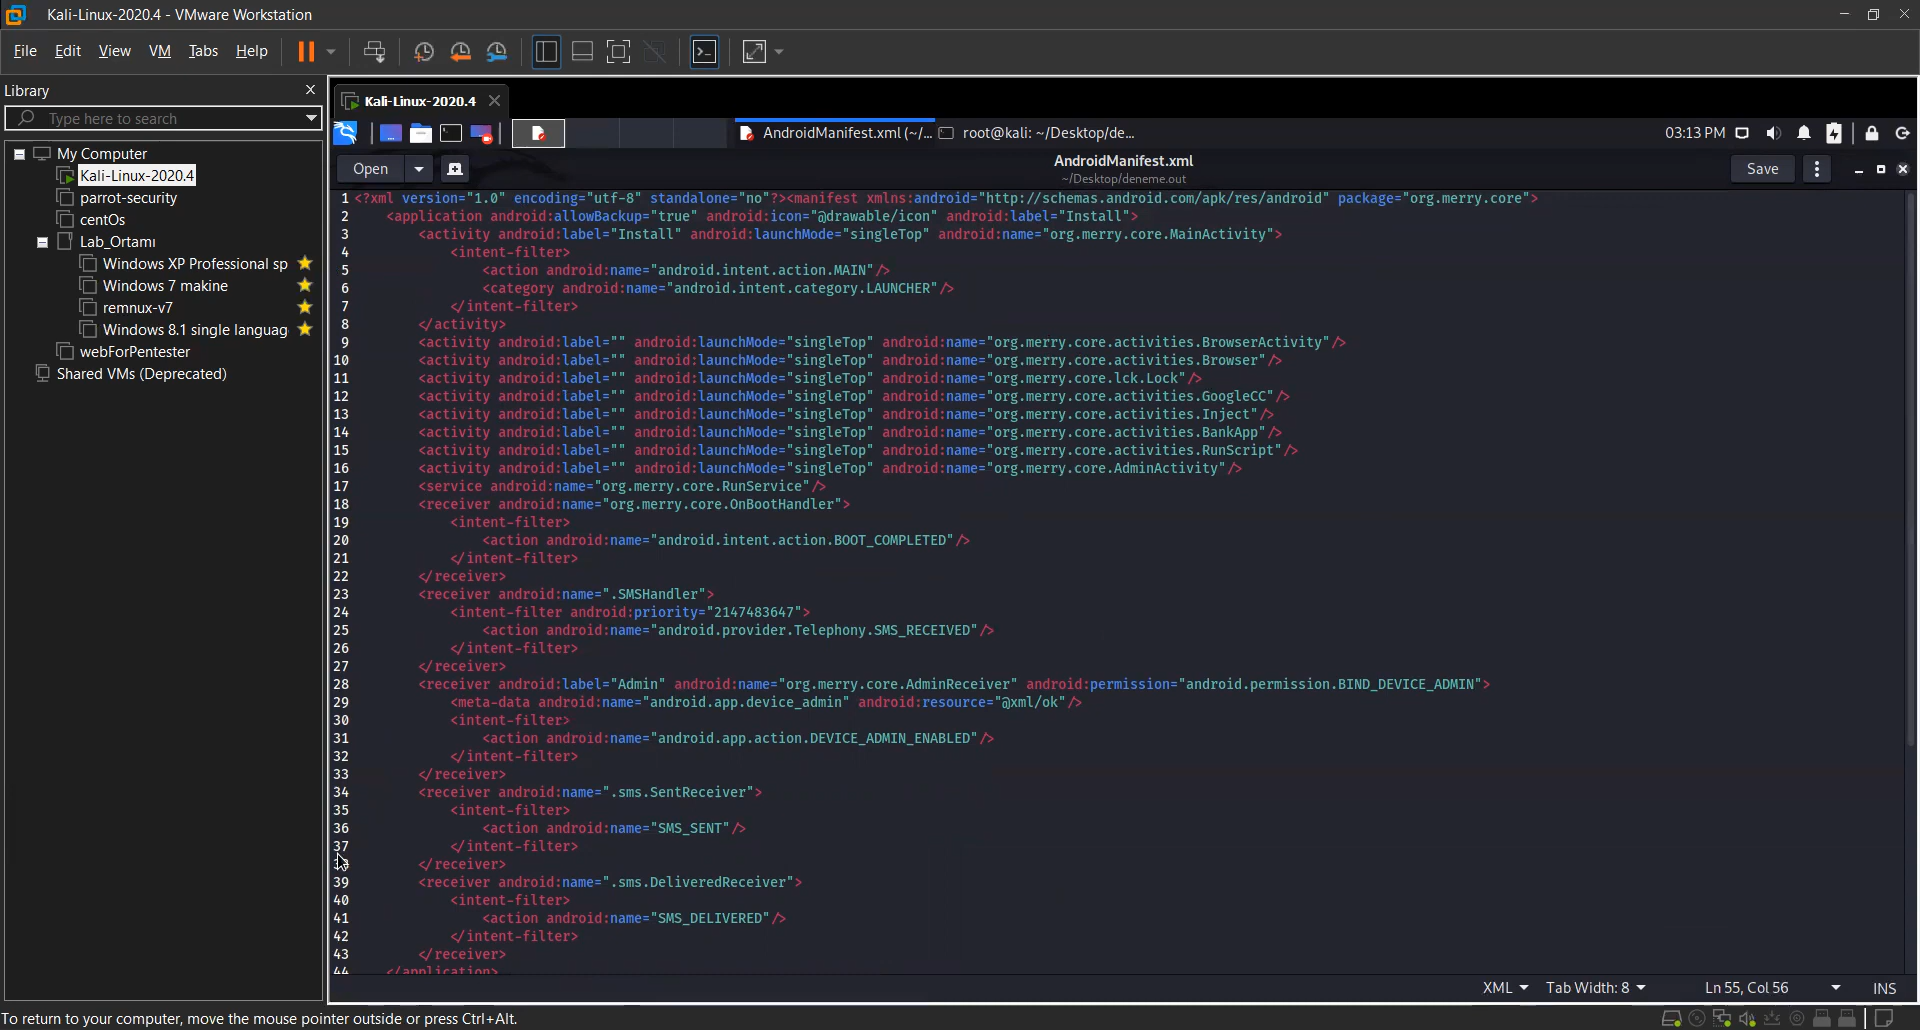 Kali-Linux-2020.4 - VMware Workstation
File Edit View VM Tabs Help
Library
Type here to search
My Computer
Kali-Linux-2020.4
parrot-security
centOs
Lab_Ortamı
Windows XP Professional sp
Windows 7 makine
remnux-v7
Windows 8.1 single languag
webForPentester
Shared VMs (Deprecated)
Kali-Linux-2020.4
AndroidManifest.xml (~/... root@kali: ~/Desktop/de... 03:13 PM
Open AndroidManifest.xml Save
~/Desktop/deneme.out
1 <?xml version="1.0" encoding="utf-8" standalone="no"?><manifest xmlns:android="http://schemas.android.com/apk/res/android" package="org.merry.core">
2 <application android:allowBackup="true" android:icon="@drawable/icon" android:label="Install">
3 <activity android:label="Install" android:launchMode="singleTop" android:name="org.merry.core.MainActivity">
4 <intent-filter>
5 <action android:name="android.intent.action.MAIN"/>
6 <category android:name="android.intent.category.LAUNCHER"/>
7 </intent-filter>
8 </activity>
9 <activity android:label="" android:launchMode="singleTop" android:name="org.merry.core.activities.BrowserActivity"/>
10 <activity android:label="" android:launchMode="singleTop" android:name="org.merry.core.activities.Browser"/>
11 <activity android:label="" android:launchMode="singleTop" android:name="org.merry.core.lck.Lock"/>
12 <activity android:label="" android:launchMode="singleTop" android:name="org.merry.core.activities.GoogleCC"/>
13 <activity android:label="" android:launchMode="singleTop" android:name="org.merry.core.activities.Inject"/>
14 <activity android:label="" android:launchMode="singleTop" android:name="org.merry.core.activities.BankApp"/>
15 <activity android:label="" android:launchMode="singleTop" android:name="org.merry.core.activities.RunScript"/>
16 <activity android:label="" android:launchMode="singleTop" android:name="org.merry.core.AdminActivity"/>
17 <service android:name="org.merry.core.RunService"/>
18 <receiver android:name="org.merry.core.OnBootHandler">
19 <intent-filter>
20 <action android:name="android.intent.action.BOOT_COMPLETED"/>
21 </intent-filter>
22 </receiver>
23 <receiver android:name=".SMSHandler">
24 <intent-filter android:priority="2147483647">
25 <action android:name="android.provider.Telephony.SMS_RECEIVED"/>
26 </intent-filter>
27 </receiver>
28 <receiver android:label="Admin" android:name="org.merry.core.AdminReceiver" android:permission="android.permission.BIND_DEVICE_ADMIN">
29 <meta-data android:name="android.app.device_admin" android:resource="@xml/ok"/>
30 <intent-filter>
31 <action android:name="android.app.action.DEVICE_ADMIN_ENABLED"/>
32 </intent-filter>
33 </receiver>
34 <receiver android:name=".sms.SentReceiver">
35 <intent-filter>
36 <action android:name="SMS_SENT"/>
37 </intent-filter>
</receiver>
39 <receiver android:name=".sms.DeliveredReceiver">
40 <intent-filter>
41 <action android:name="SMS_DELIVERED"/>
42 </intent-filter>
43 </receiver>
44 </application>
XML Tab Width: 8 Ln 55, Col 56 INS
To return to your computer, move the mouse pointer outside or press Ctrl+Alt.